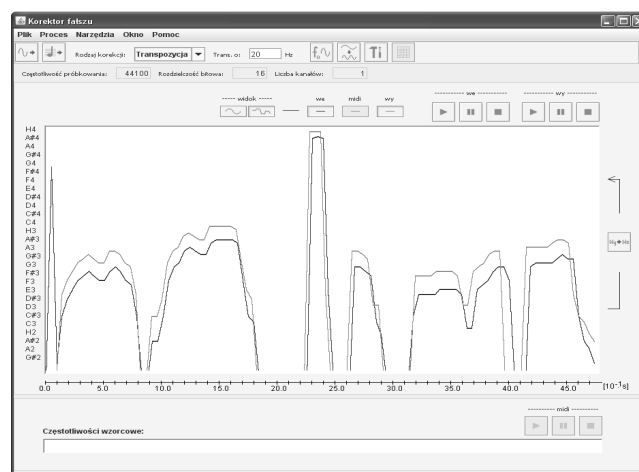 Korektor fałszu
Plik Proces Narzędzia Okno Pomoc
Rodzaj korekcji: Transpozycja Trans. o: 20 Hz
Częstotliwość próbkowania: 44100 Rozdzielczość bitowa: 16 Liczba kanałów: 1
----- widok ----- we midi wy
---------- we ---------- ---------- wy ----------
H4
A#4
A4
G#4
G4
F#4
F4
E4
D#4
D4
C#4
C4
H3
A#3
A3
G#3
G3
F#3
F3
E3
D#3
D3
C#3
C3
H2
A#2
A2
G#2
0.0 5.0 10.0 15.0 20.0 25.0 30.0 35.0 40.0 45.0 [10-1s]
---------- midi ----------
Częstotliwości wzorcowe: